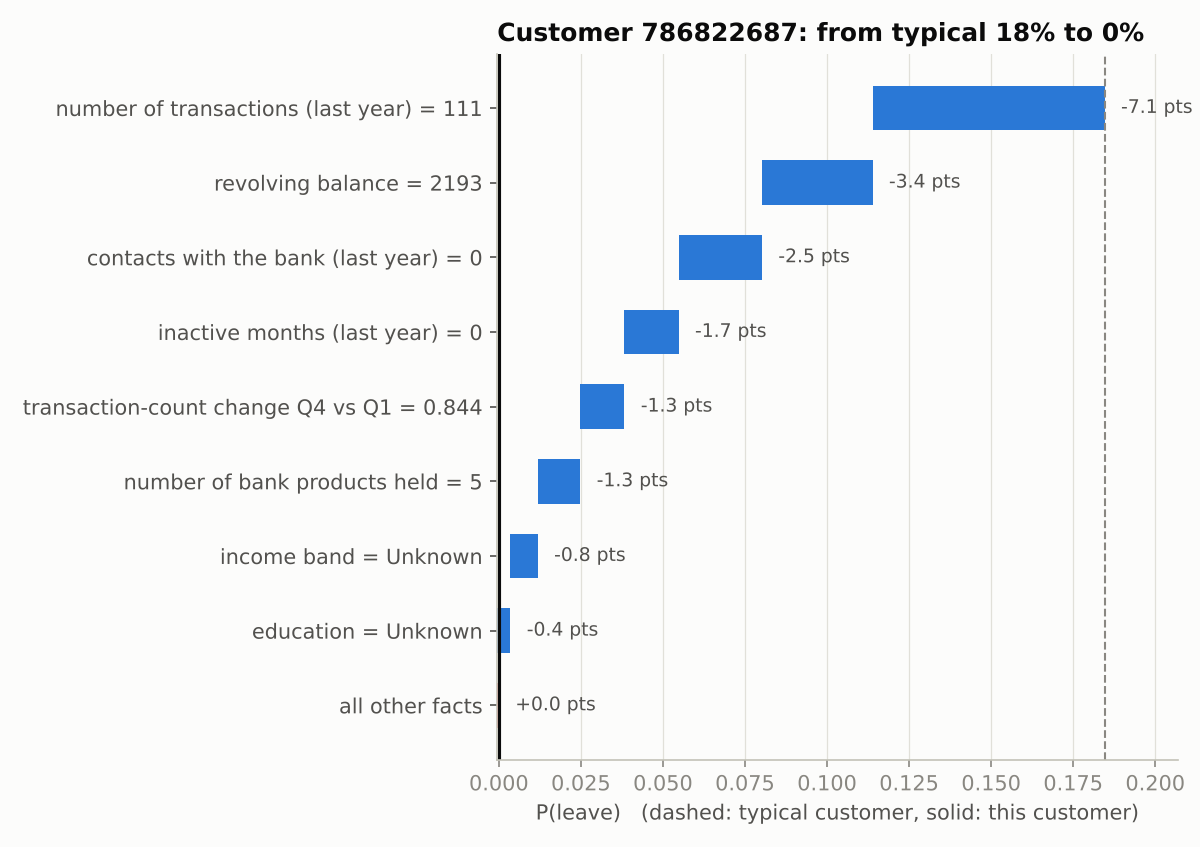 Customer 786822687: from typical 18% to 0%
number of transactions (last year) = 111
-7.1 pts
revolving balance = 2193
-3.4 pts
contacts with the bank (last year) = 0
-2.5 pts
inactive months (last year) = 0
-1.7 pts
transaction-count change Q4 vs Q1 = 0.844
-1.3 pts
number of bank products held = 5
-1.3 pts
income band = Unknown
-0.8 pts
education = Unknown
-0.4 pts
all other facts
+0.0 pts
0.000 0.025 0.050 0.075 0.100 0.125 0.150 0.175 0.200
P(leave) (dashed: typical customer, solid: this customer)